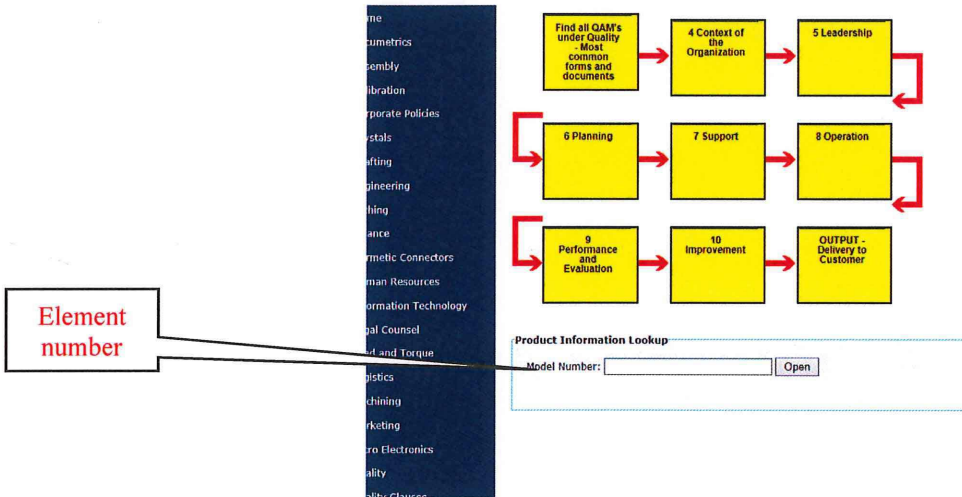 me
cumetrics
sembly
libration
rporate Policies
ystals
afting
gineering
hing
ance
rmetic Connectors
man Resources
ormation Technology
gal Counsel
d and Torque
gistics
chining
rketing
cro Electronics
ality
Find all QAM's
under Quality
- Most
common
forms and
documents
4 Context of
the
Organization
5 Leadership
6 Planning
7 Support
8 Operation
9
Performance
and
Evaluation
10
Improvement
OUTPUT -
Delivery to
Customer
Element
number
Product Information Lookup
Model Number:
Open